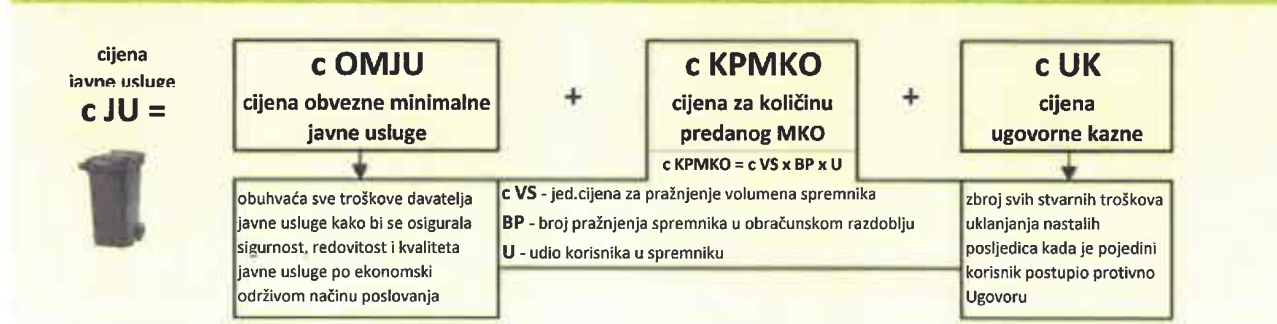 cijena
javne usluge
c JU =
c OMJU
cijena obvezne minimalne
javne usluge
+
c KPMKO
cijena za količinu
predanog MKO
c KPMKO = c VS x BP x U
+
c UK
cijena
ugovorne kazne
obuhvaća sve troškove davatelja
javne usluge kako bi se osigurala
sigurnost, redovitost i kvaliteta
javne usluge po ekonomski
održivom načinu poslovanja
c VS - jed.cijena za pražnjenje volumena spremnika
BP - broj pražnjenja spremnika u obračunskom razdoblju
U - udio korisnika u spremniku
zbroj svih stvarnih troškova
uklanjanja nastalih
posljedica kada je pojedini
korisnik postupio protivno
Ugovoru